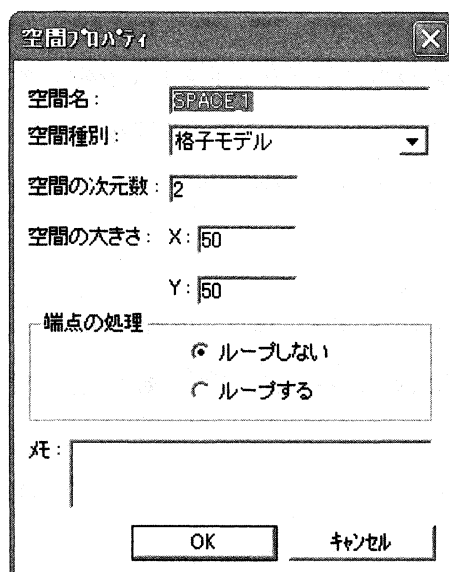 空間ﾌﾟﾛﾊﾟﾃｨ
空間名： SPACE1
空間種別： 格子モデル
空間の次元数： 2
空間の大きさ： X： 50
Y： 50
端点の処理
ループしない
ループする
ﾒﾓ：
OK ｷｬﾝｾﾙ